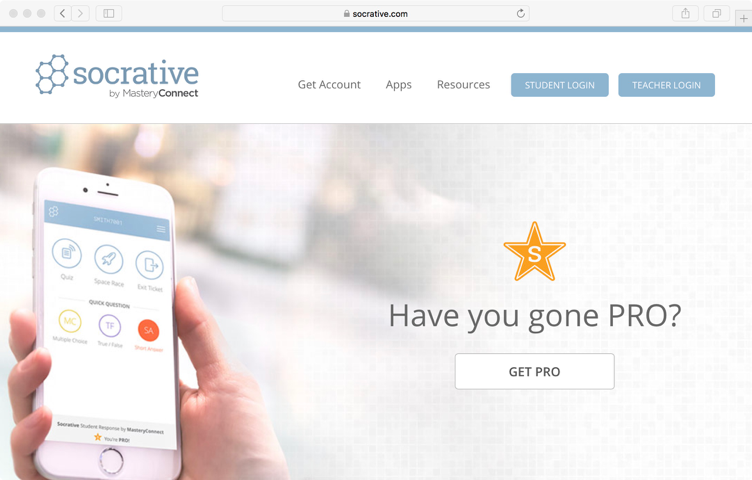 socrative.com
socrative
by MasteryConnect
Get Account
Apps
Resources
STUDENT LOGIN
TEACHER LOGIN
Quiz
Space Race
Exit Ticket
QUICK QUESTION
MC
TF
SA
Multiple Choice
True / False
Short Answer
Socrative Student Response by MasteryConnect
You're PRO!
S
Have you gone PRO?
GET PRO